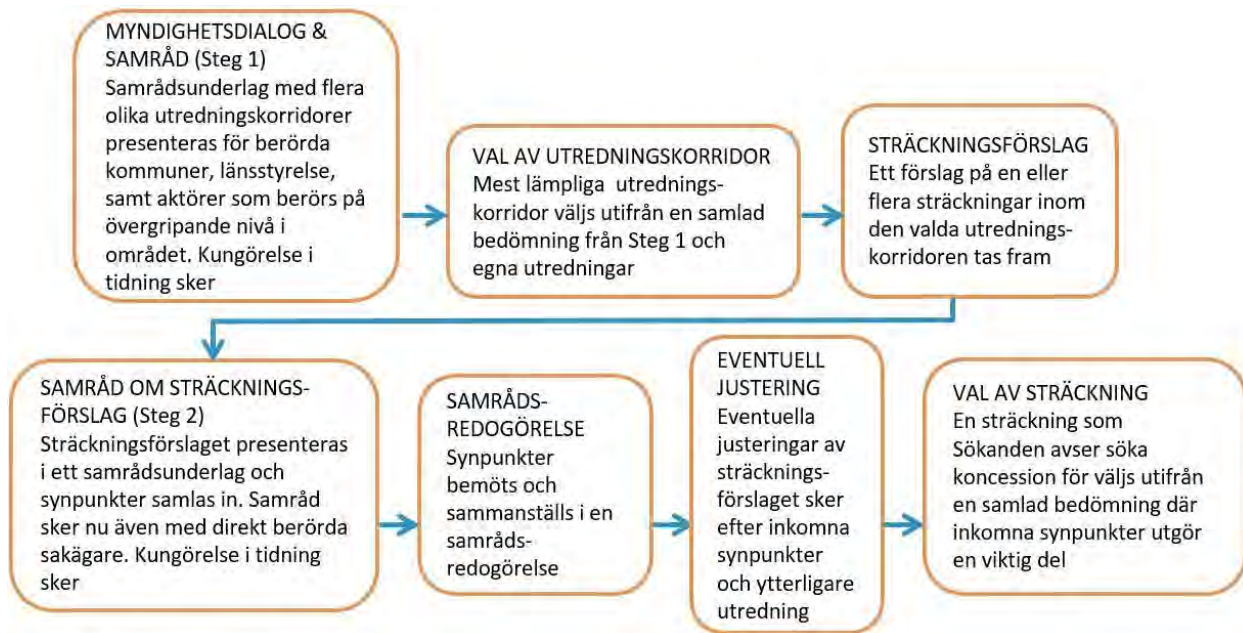 MYNDIGHETSDIALOG &
SAMRÅD (Steg 1)
Samrådsunderlag med flera
olika utredningskorridorer
presenteras för berörda
kommuner, länsstyrelse,
samt aktörer som berörs på
övergripande nivå i
området. Kungörelse i
tidning sker
VAL AV UTREDNINGSKORRIDOR
Mest lämpliga utrednings-
korridor väljs utifrån en samlad
bedömning från Steg 1 och
egna utredningar
STRÄCKNINGSFÖRSLAG
Ett förslag på en eller
flera sträckningar inom
den valda utrednings-
korridoren tas fram
SAMRÅD OM STRÄCKNINGS-
FÖRSLAG (Steg 2)
Sträckningsförslaget presenteras
i ett samrådsunderlag och
synpunkter samlas in. Samråd
sker nu även med direkt berörda
sakägare. Kungörelse i tidning
sker
SAMRÅDS-
REDOGÖRELSE
Synpunkter
bemöts och
sammanställs i en
samråds-
redogörelse
EVENTUELL
JUSTERING
Eventuella
justeringar av
sträcknings-
förslaget sker
efter inkomna
synpunkter
och ytterligare
utredning
VAL AV STRÄCKNING
En sträckning som
Sökanden avser söka
koncession för väljs utifrån
en samlad bedömning där
inkomna synpunkter utgör
en viktig del